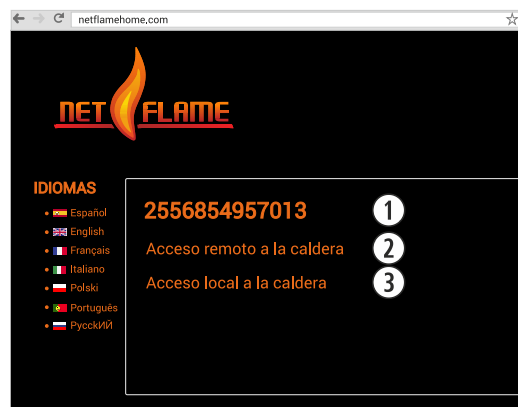 netflamehome.com
NET FLAME
IDIOMAS
Español
English
Français
Italiano
Polski
Português
РусскИЙ
2556854957013 1
Acceso remoto a la caldera 2
Acceso local a la caldera 3